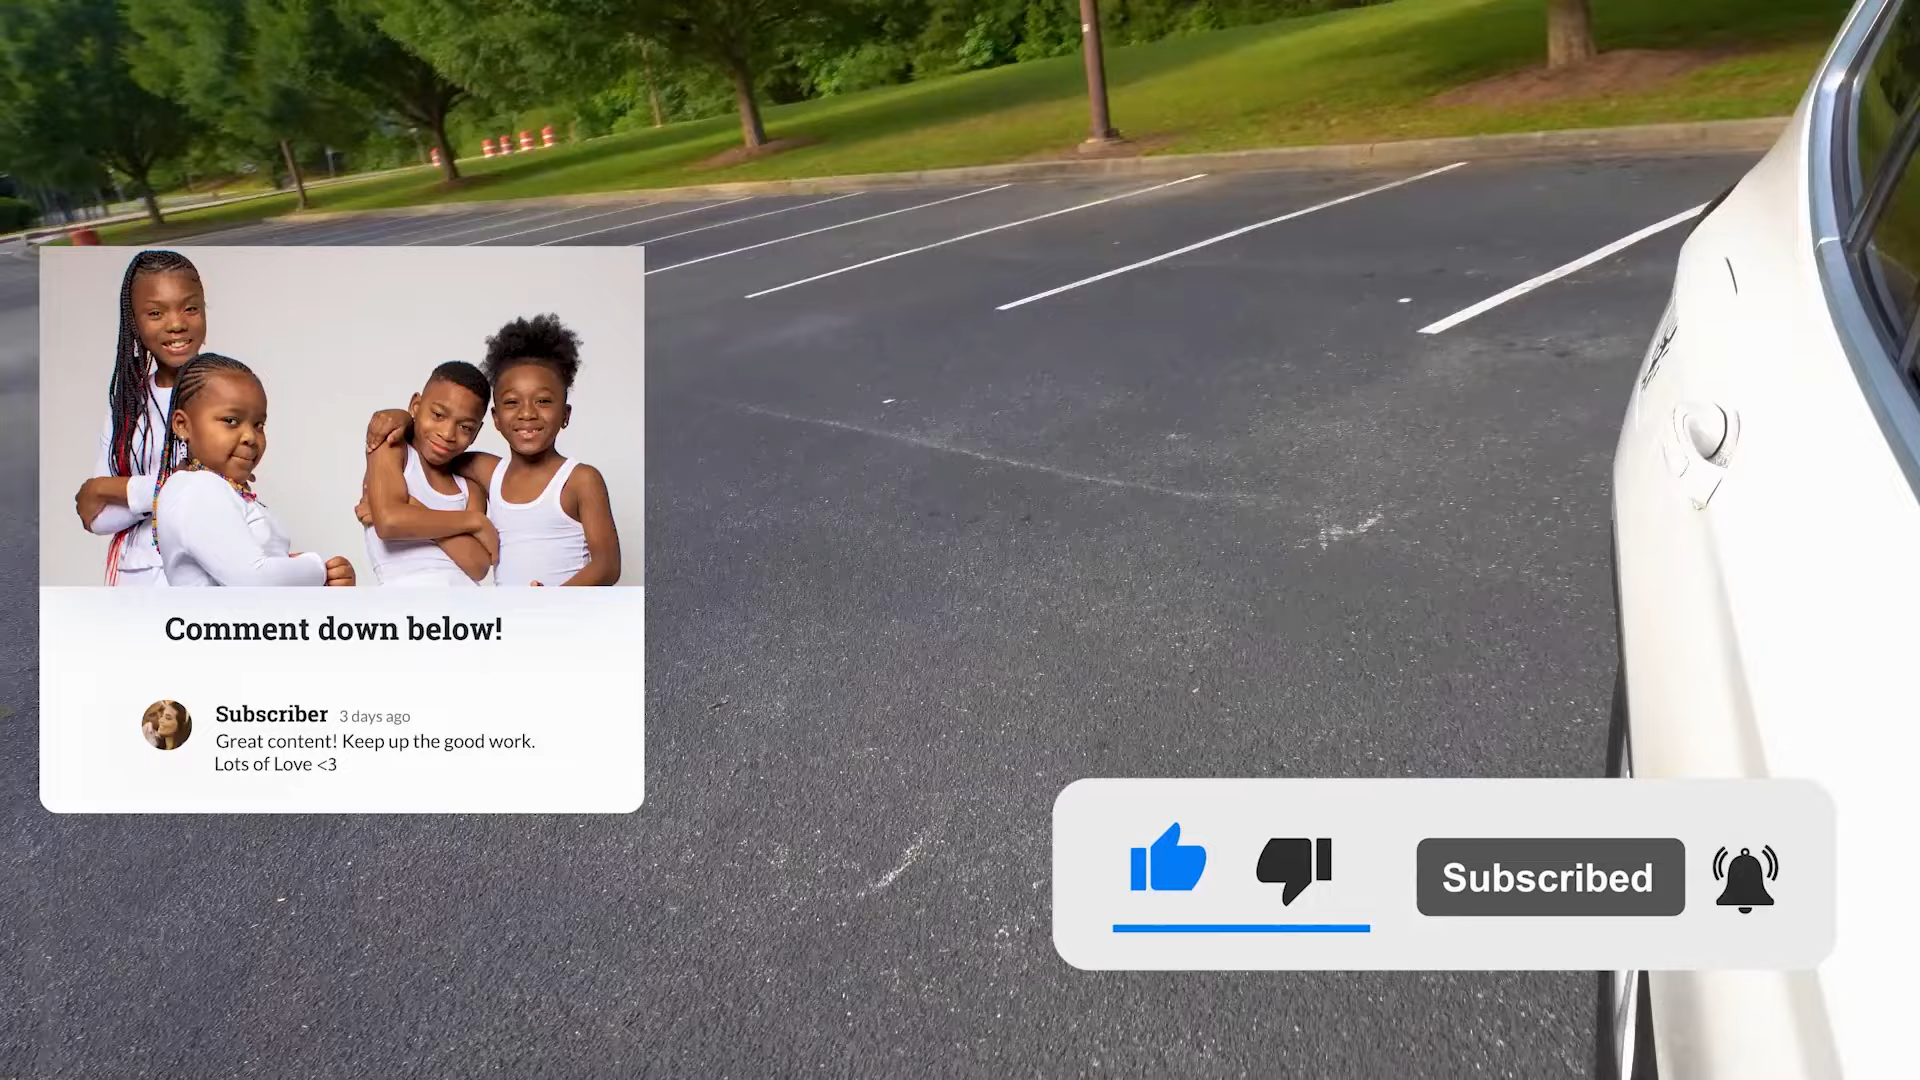 Comment down below!
Subscriber 3 days ago
Great content! Keep up the good work.
Lots of Love <3
Subscribed